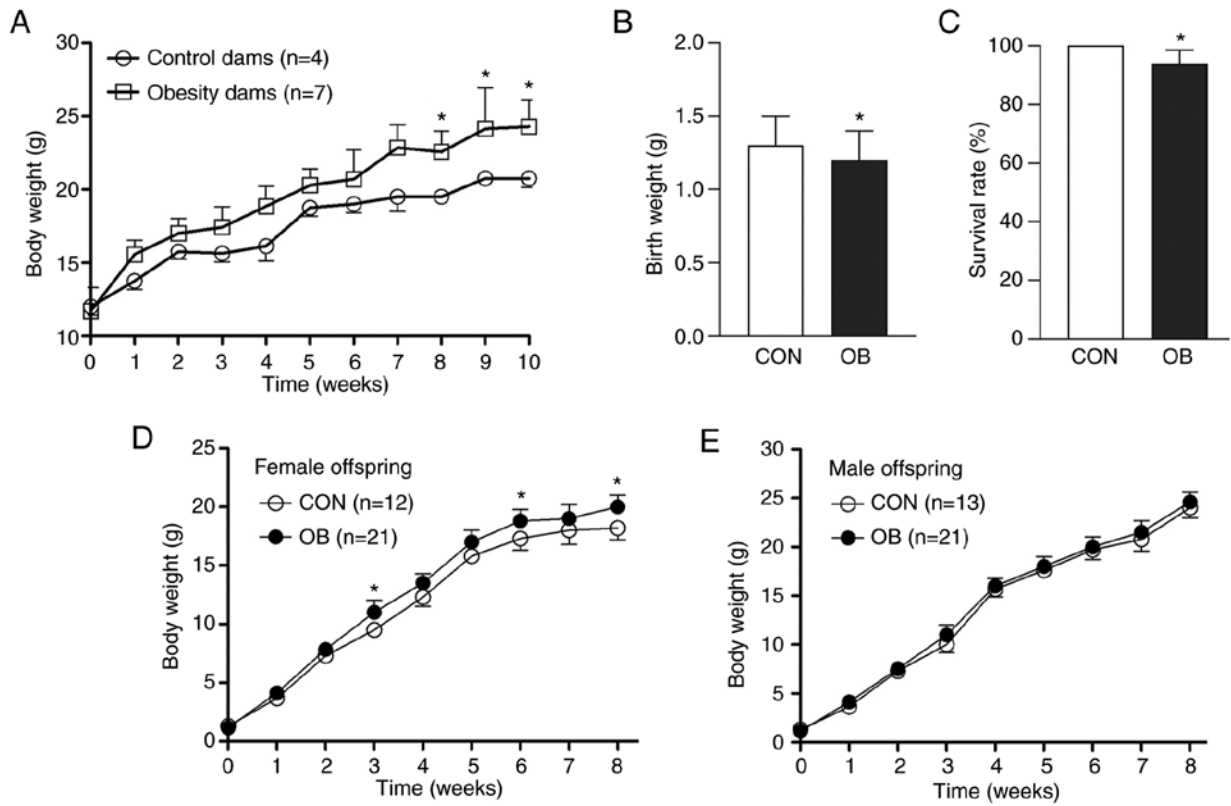 A
Body weight (g)
30
25
20
15
10
Control dams (n=4)
Obesity dams (n=7)
* * *
0 1 2 3 4 5 6 7 8 9 10
Time (weeks)
B
Birth weight (g)
2.0
1.5
1.0
0.5
0.0
*
CON OB
C
Survival rate (%)
100
80
60
40
20
0
*
CON OB
D
Body weight (g)
25
20
15
10
5
0
Female offspring
CON (n=12)
OB (n=21)
* * *
0 1 2 3 4 5 6 7 8
Time (weeks)
E
Body weight (g)
30
25
20
15
10
5
0
Male offspring
CON (n=13)
OB (n=21)
0 1 2 3 4 5 6 7 8
Time (weeks)